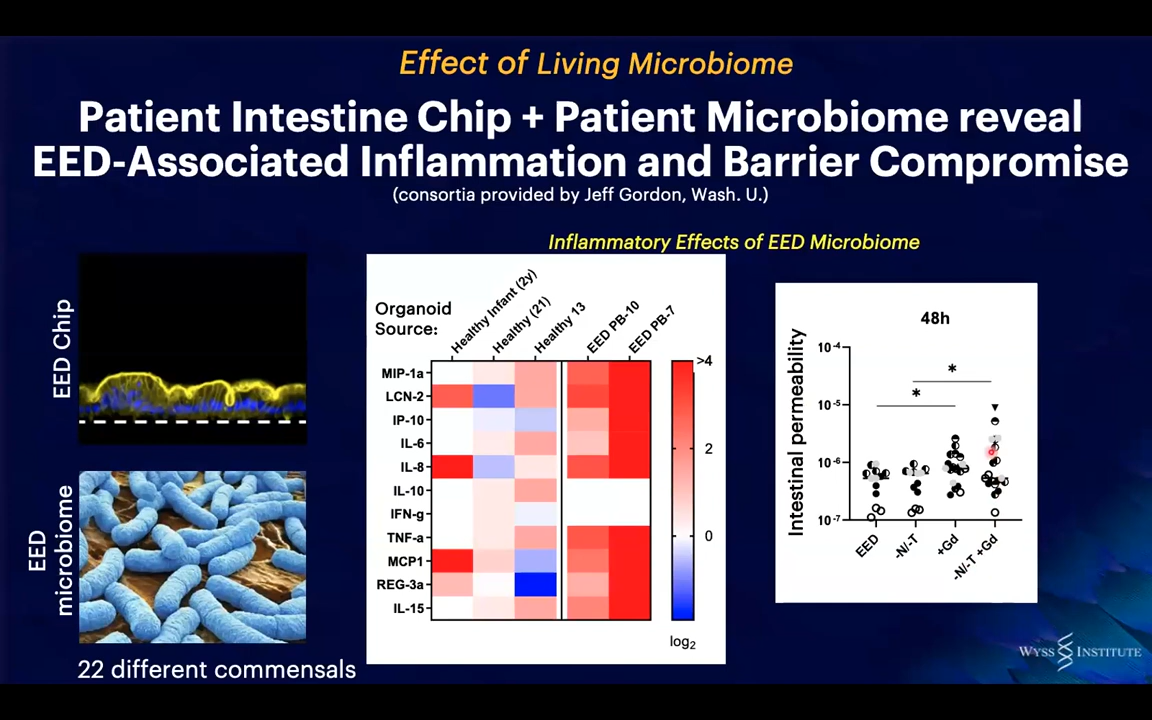 Effect of Living Microbiome
Patient Intestine Chip + Patient Microbiome reveal
EED-Associated Inflammation and Barrier Compromise
(consortia provided by Jeff Gordon, Wash. U.)
EED Chip
EED
microbiome
22 different commensals
Inflammatory Effects of EED Microbiome
Organoid
Source:
Healthy Infant (2y)
Healthy (21)
Healthy 13
EED PB-10
EED PB-7
MIP-1a
LCN-2
IP-10
IL-6
IL-8
IL-10
IFN-g
TNF-a
MCP1
REG-3a
IL-15
>4
2
0
log₂
48h
Intestinal permeability
10⁻⁴
10⁻⁵
10⁻⁶
10⁻⁷
*
*
EED
-N/-T
+Gd
-N/-T +Gd
WYSS INSTITUTE